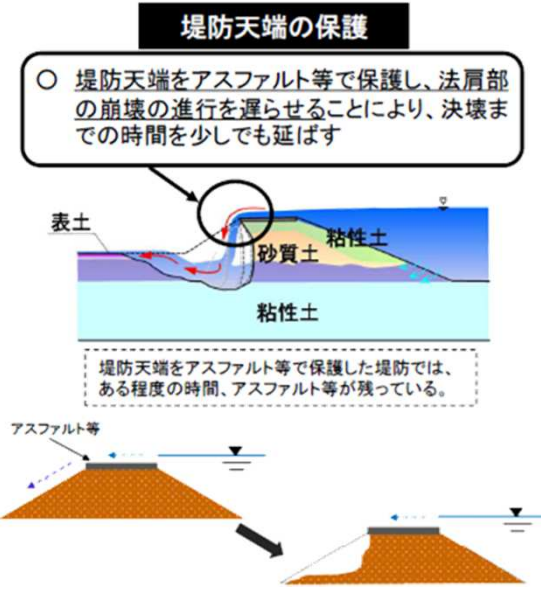 堤防天端の保護
○ 堤防天端をアスファルト等で保護し、法肩部
の崩壊の進行を遅らせることにより、決壊ま
での時間を少しでも延ばす
表土
砂質土
粘性土
粘性土
堤防天端をアスファルト等で保護した堤防では、
ある程度の時間、アスファルト等が残っている。
アスファルト等